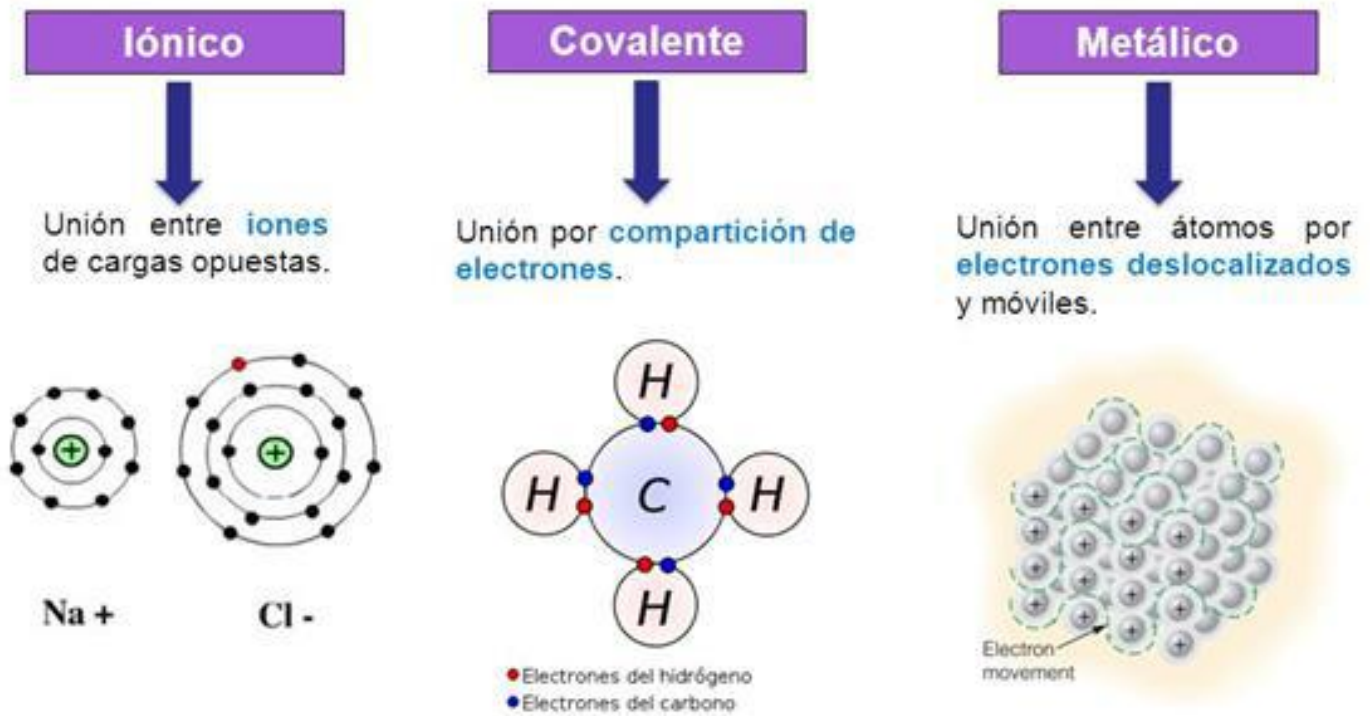 Iónico
Unión entre iones
de cargas opuestas.
+
+
Na +
Cl -
Covalente
Unión por compartición de
electrones.
H
H
C
H
H
Electrones del hidrógeno
Electrones del carbono
Metálico
Unión entre átomos por
electrones deslocalizados
y móviles.
+
+
+
+
+
+
+
+
+
+
+
+
+
+
Electron
movement